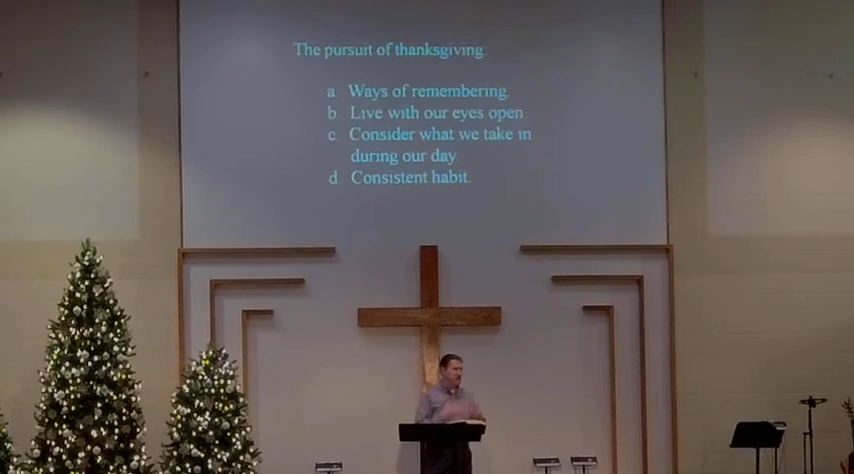 The pursuit of thanksgiving:
a. Ways of remembering.
b. Live with our eyes open.
c. Consider what we take in
during our day.
d. Consistent habit.